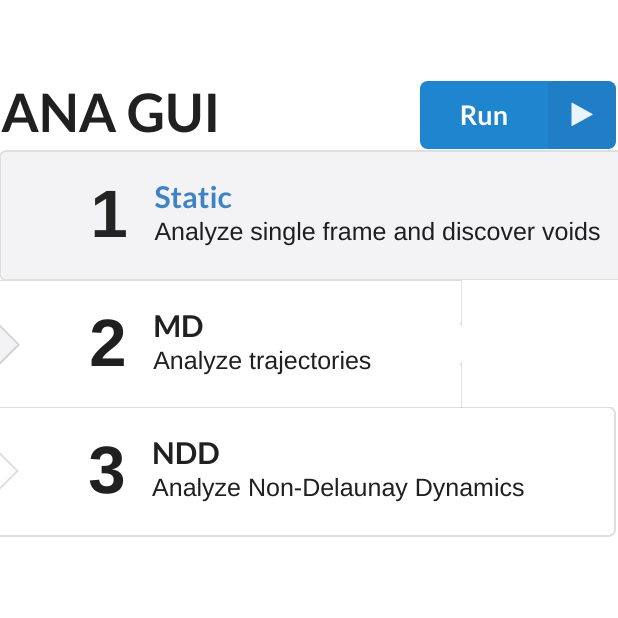 ANA GUI
Run
1
Static
Analyze single frame and discover voids
2
MD
Analyze trajectories
3
NDD
Analyze Non-Delaunay Dynamics